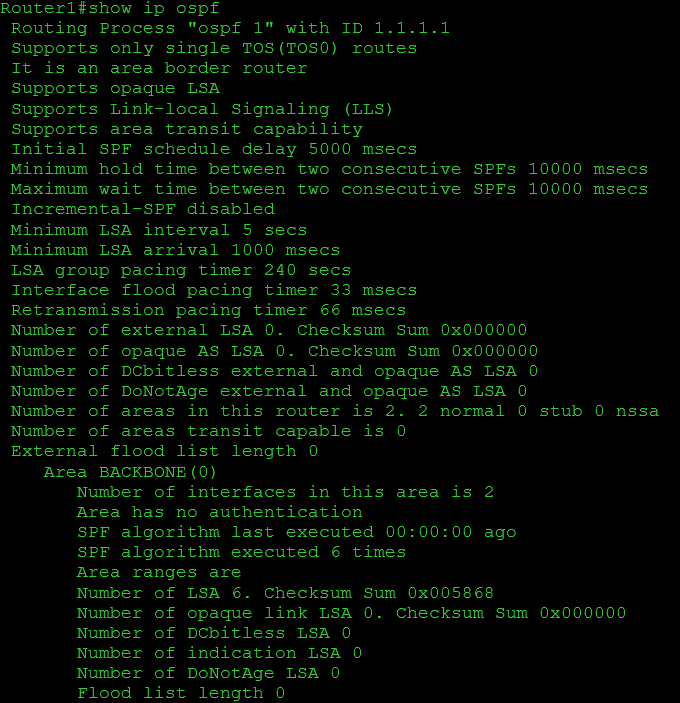 Router1#show ip ospf
Routing Process "ospf 1" with ID 1.1.1.1
Supports only single TOS(TOS0) routes
It is an area border router
Supports opaque LSA
Supports Link-local Signaling (LLS)
Supports area transit capability
Initial SPF schedule delay 5000 msecs
Minimum hold time between two consecutive SPFs 10000 msecs
Maximum wait time between two consecutive SPFs 10000 msecs
Incremental-SPF disabled
Minimum LSA interval 5 secs
Minimum LSA arrival 1000 msecs
LSA group pacing timer 240 secs
Interface flood pacing timer 33 msecs
Retransmission pacing timer 66 msecs
Number of external LSA 0. Checksum Sum 0x000000
Number of opaque AS LSA 0. Checksum Sum 0x000000
Number of DCbitless external and opaque AS LSA 0
Number of DoNotAge external and opaque AS LSA 0
Number of areas in this router is 2. 2 normal 0 stub 0 nssa
Number of areas transit capable is 0
External flood list length 0
Area BACKBONE(0)
Number of interfaces in this area is 2
Area has no authentication
SPF algorithm last executed 00:00:00 ago
SPF algorithm executed 6 times
Area ranges are
Number of LSA 6. Checksum Sum 0x005868
Number of opaque link LSA 0. Checksum Sum 0x000000
Number of DCbitless LSA 0
Number of indication LSA 0
Number of DoNotAge LSA 0
Flood list length 0